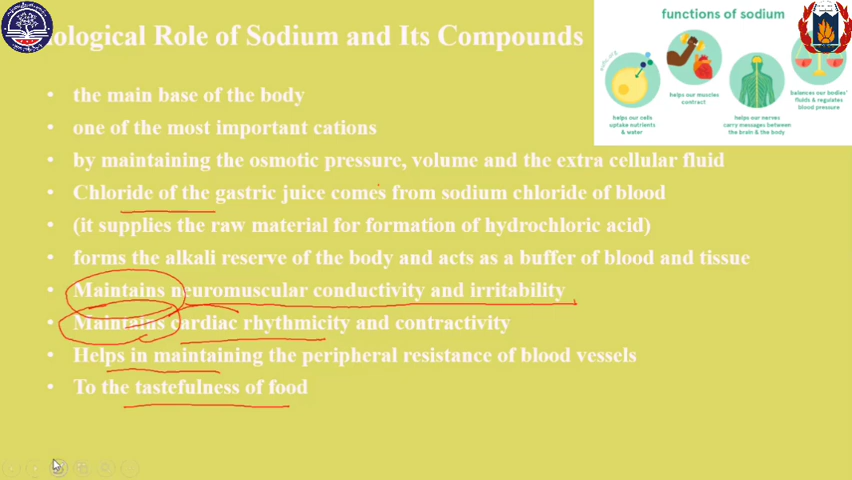 functions of sodium
ological Role of Sodium and Its Compounds
helps our cells
uptake nutrients
& water
helps our muscles
contract
helps our nerves
carry messages between
the brain & the body
balances our bodies'
fluids & regulates
blood pressure
• the main base of the body
• one of the most important cations
• by maintaining the osmotic pressure, volume and the extra cellular fluid
• Chloride of the gastric juice comes from sodium chloride of blood
• (it supplies the raw material for formation of hydrochloric acid)
• forms the alkali reserve of the body and acts as a buffer of blood and tissue
• Maintains neuromuscular conductivity and irritability
• Maintains cardiac rhythmicity and contractivity
• Helps in maintaining the peripheral resistance of blood vessels
• To the tastefulness of food